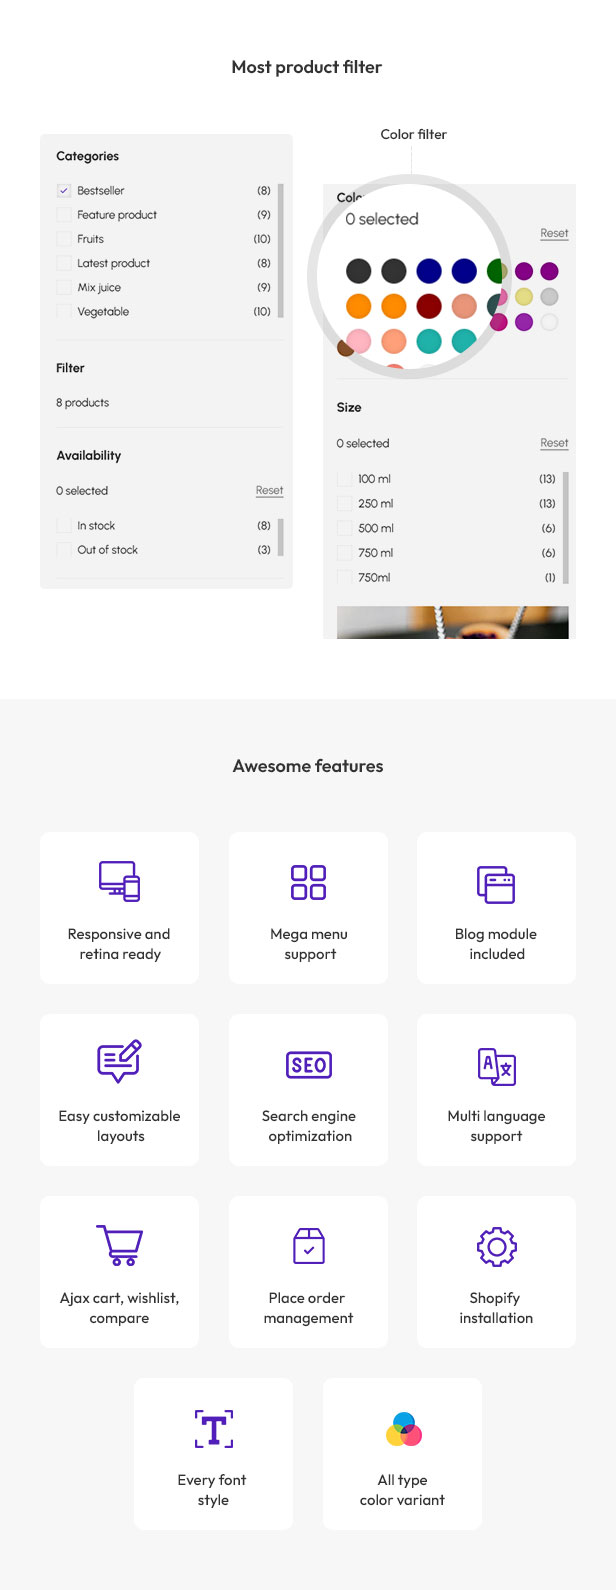 Most product filter
Categories
Bestseller (8)
Feature product (9)
Fruits (10)
Latest product (8)
Mix juice (9)
Vegetable (10)
Filter
8 products
Availability
0 selected Reset
In stock (8)
Out of stock (3)
Color filter
Colo
0 selected
Reset
Size
0 selected Reset
100 ml (13)
250 ml (13)
500 ml (6)
750 ml (6)
750ml (1)
Awesome features
Responsive and
retina ready
Mega menu
support
Blog module
included
Easy customizable
layouts
SEO
Search engine
optimization
A 文
Multi language
support
Ajax cart, wishlist,
compare
Place order
management
Shopify
installation
T
Every font
style
All type
color variant